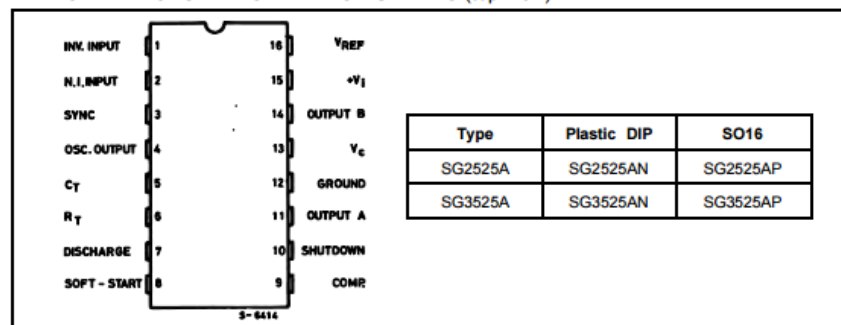 INV. INPUT 1 16 VREF
N.I. INPUT 2 15 +Vi
SYNC 3 14 OUTPUT B
OSC. OUTPUT 4 13 Vc
CT 5 12 GROUND
RT 6 11 OUTPUT A
DISCHARGE 7 10 SHUTDOWN
SOFT - START 8 9 COMP.
S-6414
Type Plastic DIP SO16
SG2525A SG2525AN SG2525AP
SG3525A SG3525AN SG3525AP